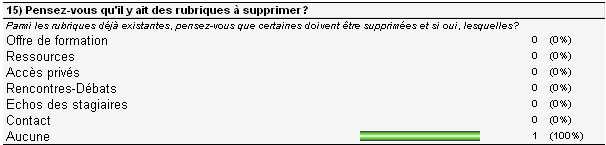 15) Pensez-vous qu'il y ait des rubriques à supprimer ?
Parmi les rubriques déjà existantes, pensez-vous que certaines doivent être supprimées et si oui, lesquelles?
Offre de formation 0 (0%)
Ressources 0 (0%)
Accès privés 0 (0%)
Rencontres-Débats 0 (0%)
Echos des stagiaires 0 (0%)
Contact 0 (0%)
Aucune 1 (100%)